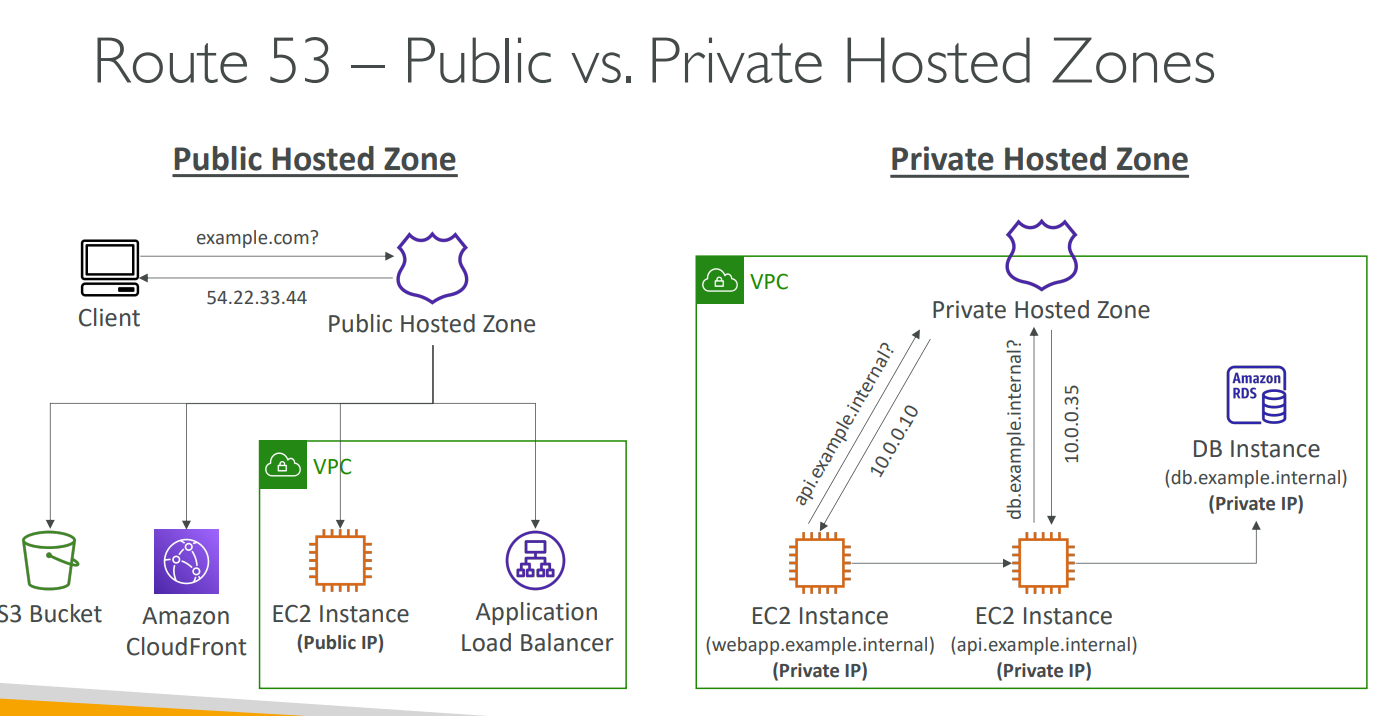 Route 53 – Public vs. Private Hosted Zones
Public Hosted Zone
example.com?
54.22.33.44
Client
Public Hosted Zone
VPC
S3 Bucket
Amazon
CloudFront
EC2 Instance
(Public IP)
Application
Load Balancer
Private Hosted Zone
VPC
Private Hosted Zone
api.example.internal?
10.0.0.10
db.example.internal?
10.0.0.35
Amazon
RDS
DB Instance
(db.example.internal)
(Private IP)
EC2 Instance
(webapp.example.internal)
(Private IP)
EC2 Instance
(api.example.internal)
(Private IP)